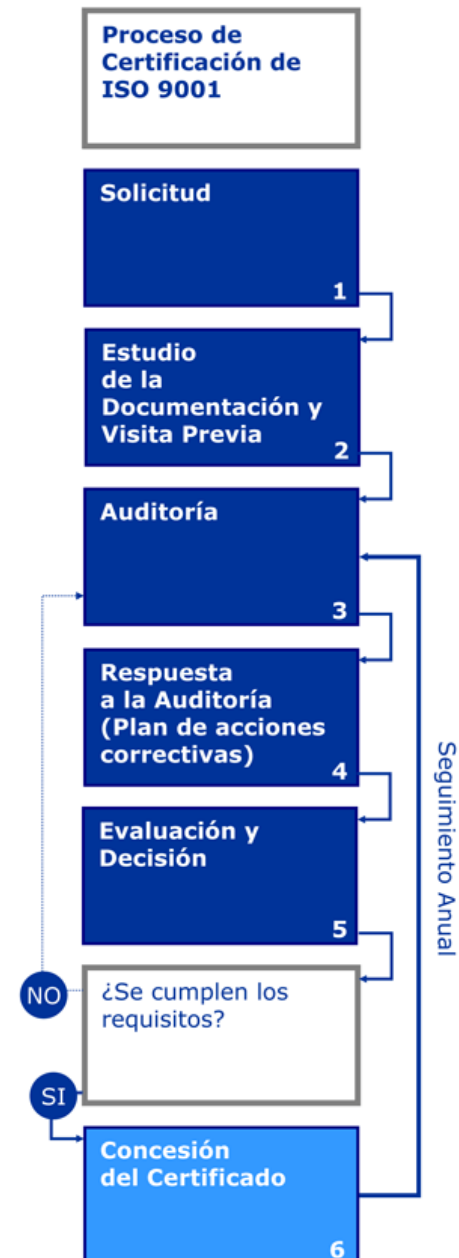 Proceso de
Certificación de
ISO 9001
Solicitud
1
Estudio
de la
Documentación y
Visita Previa
2
Auditoría
3
Respuesta
a la Auditoría
(Plan de acciones
correctivas)
4
Evaluación y
Decisión
5
NO
¿Se cumplen los
requisitos?
SI
Concesión
del Certificado
6
Seguimiento Anual